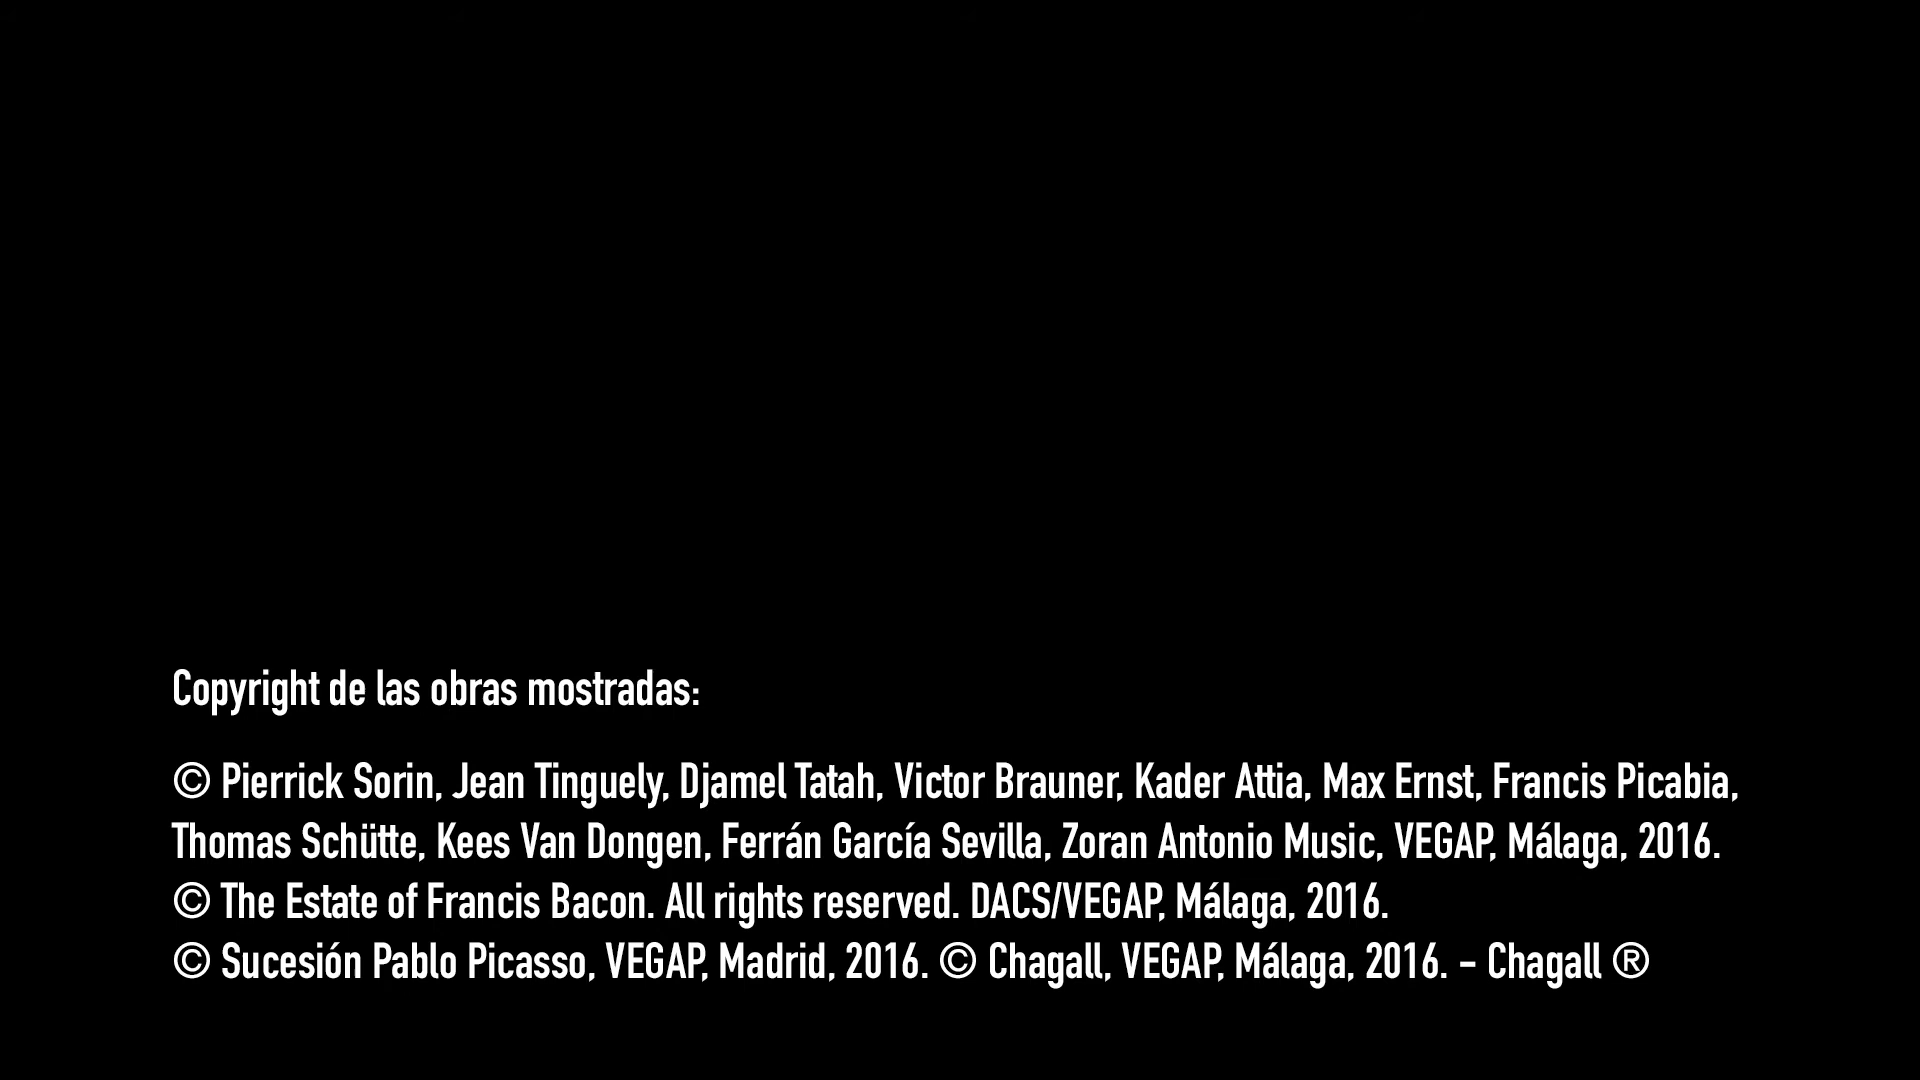 Copyright de las obras mostradas:
© Pierrick Sorin, Jean Tinguely, Djamel Tatah, Victor Brauner, Kader Attia, Max Ernst, Francis Picabia,
Thomas Schütte, Kees Van Dongen, Ferrán García Sevilla, Zoran Antonio Music, VEGAP, Málaga, 2016.
© The Estate of Francis Bacon. All rights reserved. DACS/VEGAP, Málaga, 2016.
© Sucesión Pablo Picasso, VEGAP, Madrid, 2016. © Chagall, VEGAP, Málaga, 2016. - Chagall ®